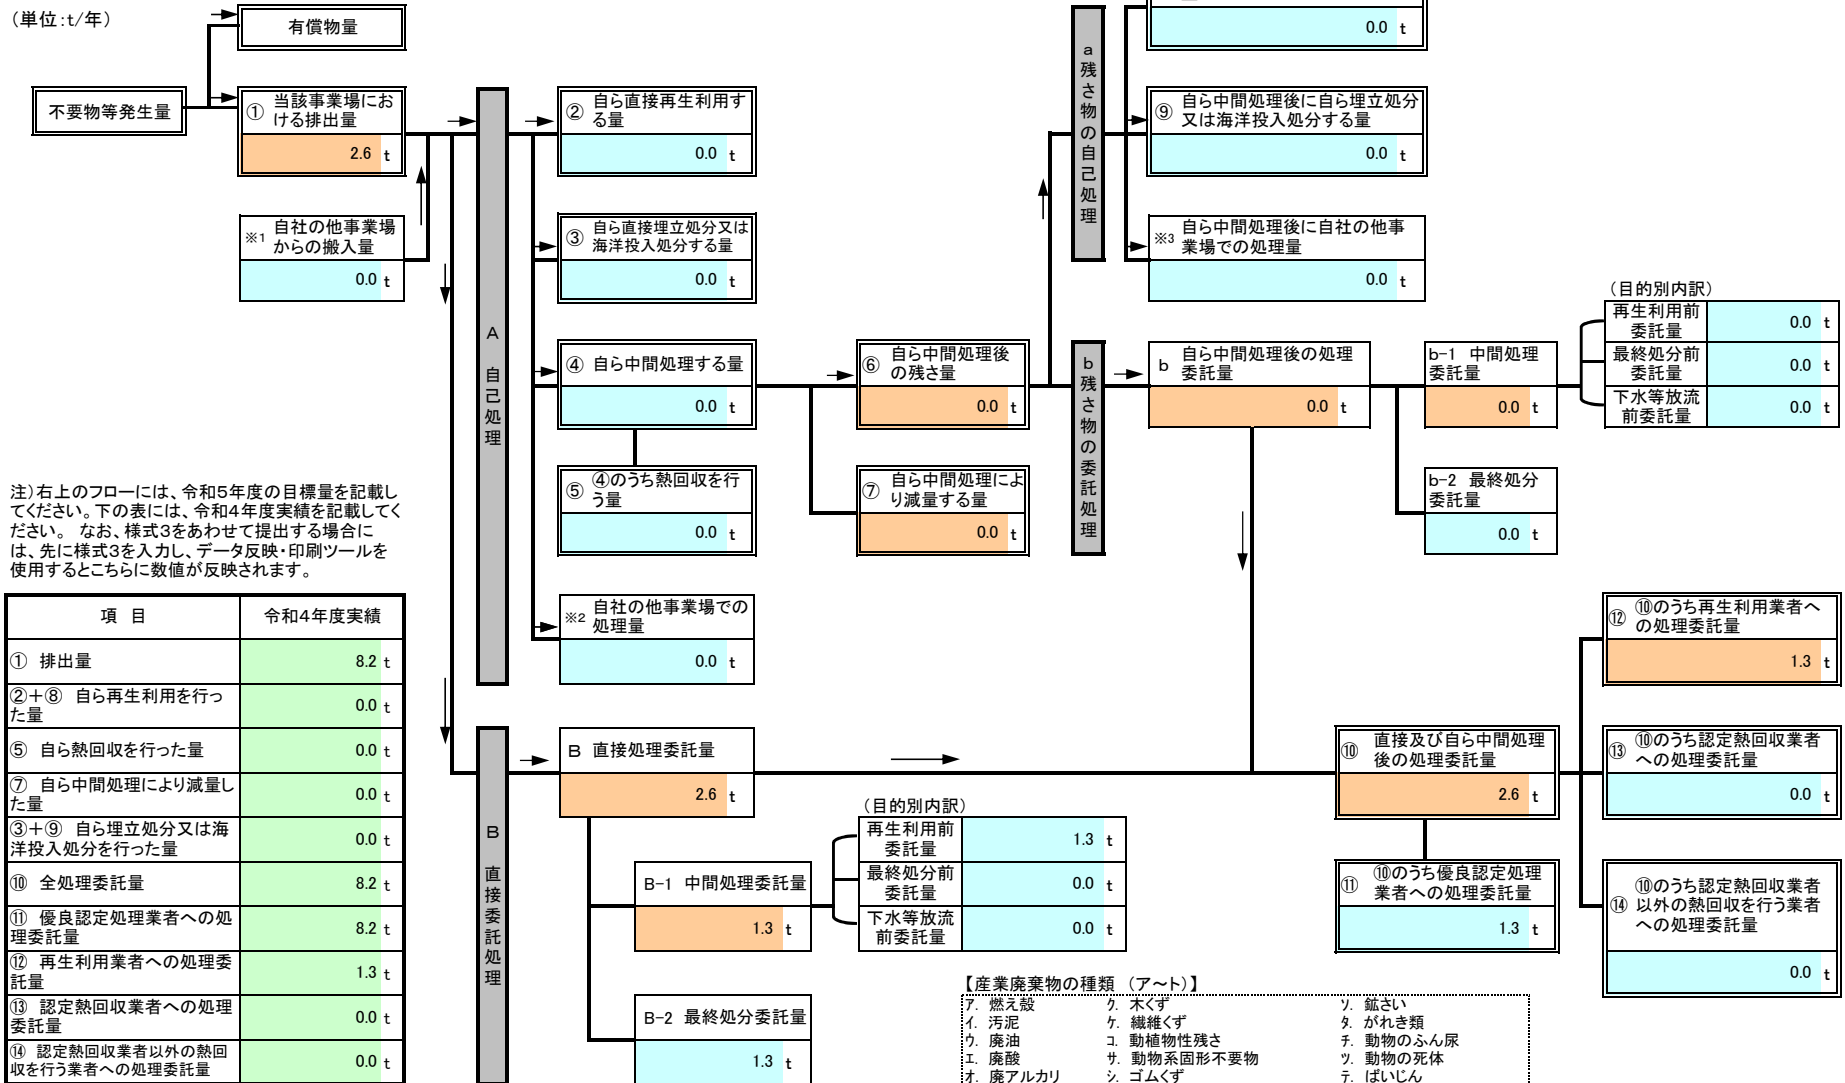 (単位:t/年)
有償物量
不要物等発生量
① 当該事業場にお
ける排出量
2.6 t
※1 自社の他事業場
からの搬入量
0.0 t
A 自己処理
② 自ら直接再生利用す
る量
0.0 t
③ 自ら直接埋立処分又は
海洋投入処分する量
0.0 t
④ 自ら中間処理する量
0.0 t
⑤ ④のうち熱回収を行
う量
0.0 t
※2 自社の他事業場での
処理量
0.0 t
⑥ 自ら中間処理後
の残さ量
0.0 t
⑦ 自ら中間処理によ
り減量する量
0.0 t
a 残さ物の自己処理
0.0 t
⑨ 自ら中間処理後に自ら埋立処分
又は海洋投入処分する量
0.0 t
※3 自ら中間処理後に自社の他事
業場での処理量
0.0 t
b 残さ物の委託処理
b 自ら中間処理後の処理
委託量
0.0 t
b-1 中間処理
委託量
0.0 t
b-2 最終処分
委託量
0.0 t
(目的別内訳)
再生利用前
委託量
0.0 t
最終処分前
委託量
0.0 t
下水等放流
前委託量
0.0 t
注)右上のフローには、令和5年度の目標量を記載し
てください。下の表には、令和4年度実績を記載してく
ださい。 なお、様式3をあわせて提出する場合に
は、先に様式3を入力し、データ反映・印刷ツールを
使用するとこちらに数値が反映されます。
項 目 令和4年度実績
① 排出量 8.2 t
②+⑧ 自ら再生利用を行っ
た量 0.0 t
⑤ 自ら熱回収を行った量 0.0 t
⑦ 自ら中間処理により減量し
た量 0.0 t
③+⑨ 自ら埋立処分又は海
洋投入処分を行った量 0.0 t
⑩ 全処理委託量 8.2 t
⑪ 優良認定処理業者への処
理委託量 8.2 t
⑫ 再生利用業者への処理委
託量 1.3 t
⑬ 認定熱回収業者への処理
委託量 0.0 t
⑭ 認定熱回収業者以外の熱回
収を行う業者への処理委託量 0.0 t
B 直接委託処理
B 直接処理委託量
2.6 t
B-1 中間処理委託量
1.3 t
B-2 最終処分委託量
1.3 t
(目的別内訳)
再生利用前
委託量
1.3 t
最終処分前
委託量
0.0 t
下水等放流
前委託量
0.0 t
⑩ 直接及び自ら中間処理
後の処理委託量
2.6 t
⑪ ⑩のうち優良認定処理
業者への処理委託量
1.3 t
⑫ ⑩のうち再生利用業者へ
の処理委託量
1.3 t
⑬ ⑩のうち認定熱回収業者
への処理委託量
0.0 t
⑭ ⑩のうち認定熱回収業者
以外の熱回収を行う業者
への処理委託量
0.0 t
【産業廃棄物の種類 (ア~ト)】
ア. 燃え殻 ク. 木くず ソ. 鉱さい
イ. 汚泥 ケ. 繊維くず タ. がれき類
ウ. 廃油 コ. 動植物性残さ チ. 動物のふん尿
エ. 廃酸 サ. 動物系固形不要物 ツ. 動物の死体
オ. 廃アルカリ シ. ゴムくず テ. ばいじん